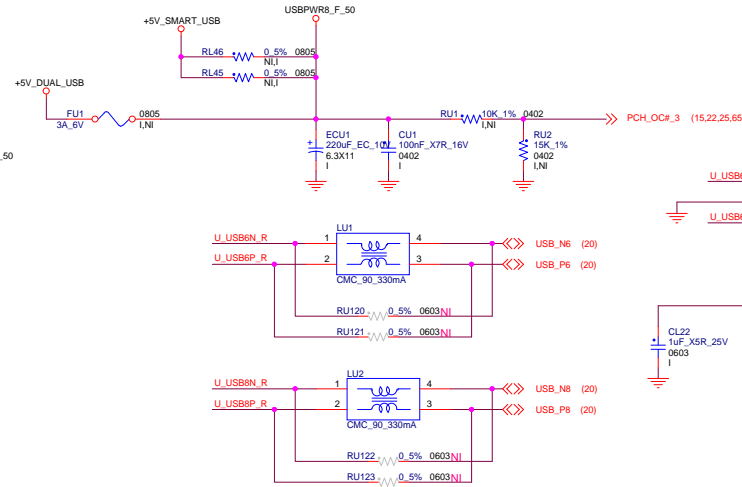 USBPWR8_F_50
+5V_SMART_USB
RL46 0_5% 0805
NI,I
RL45 0_5% 0805
NI,I
+5V_DUAL_USB
FU1 0805
3A_6V I,NI
RU1 10K_1% 0402
I,NI
PCH_OC#_3 (15,22,25,65
ECU1
220uF_EC_10V
6.3X11
I
CU1
100nF_X7R_16V
0402
I
RU2
15K_1%
0402
I,NI
_50
U_USB6
U_USB6
LU1
U_USB6N_R 1 4 USB_N6 (20)
U_USB6P_R 2 3 USB_P6 (20)
CMC_90_330mA
RU120 0_5% 0603 NI
RU121 0_5% 0603 NI
CL22
1uF_X5R_25V
0603
I
LU2
U_USB8N_R 1 4 USB_N8 (20)
U_USB8P_R 2 3 USB_P8 (20)
CMC_90_330mA
RU122 0_5% 0603 NI
RU123 0_5% 0603 NI